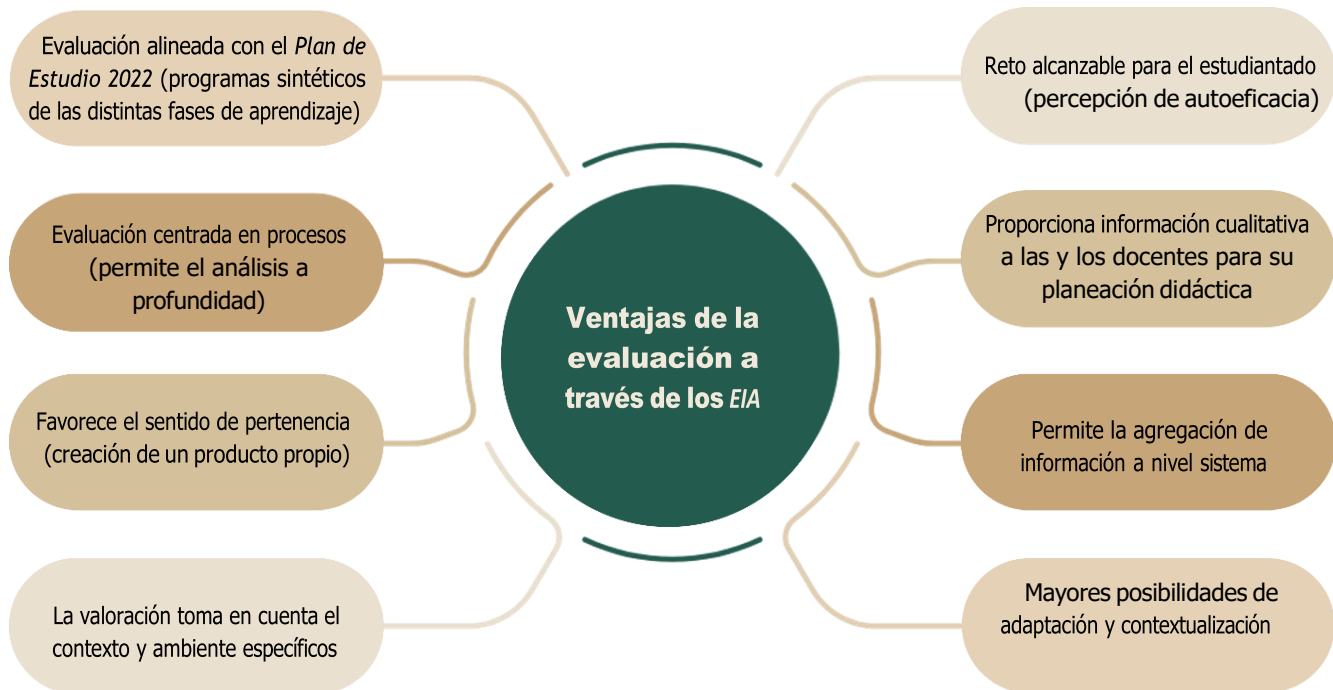 Evaluación alineada con el Plan de
Estudio 2022 (programas sintéticos
de las distintas fases de aprendizaje)
Evaluación centrada en procesos
(permite el análisis a
profundidad)
Favorece el sentido de pertenencia
(creación de un producto propio)
La valoración toma en cuenta el
contexto y ambiente específicos
Ventajas de la
evaluación a
través de los EIA
Reto alcanzable para el estudiantado
(percepción de autoeficacia)
Proporciona información cualitativa
a las y los docentes para su
planeación didáctica
Permite la agregación de
información a nivel sistema
Mayores posibilidades de
adaptación y contextualización